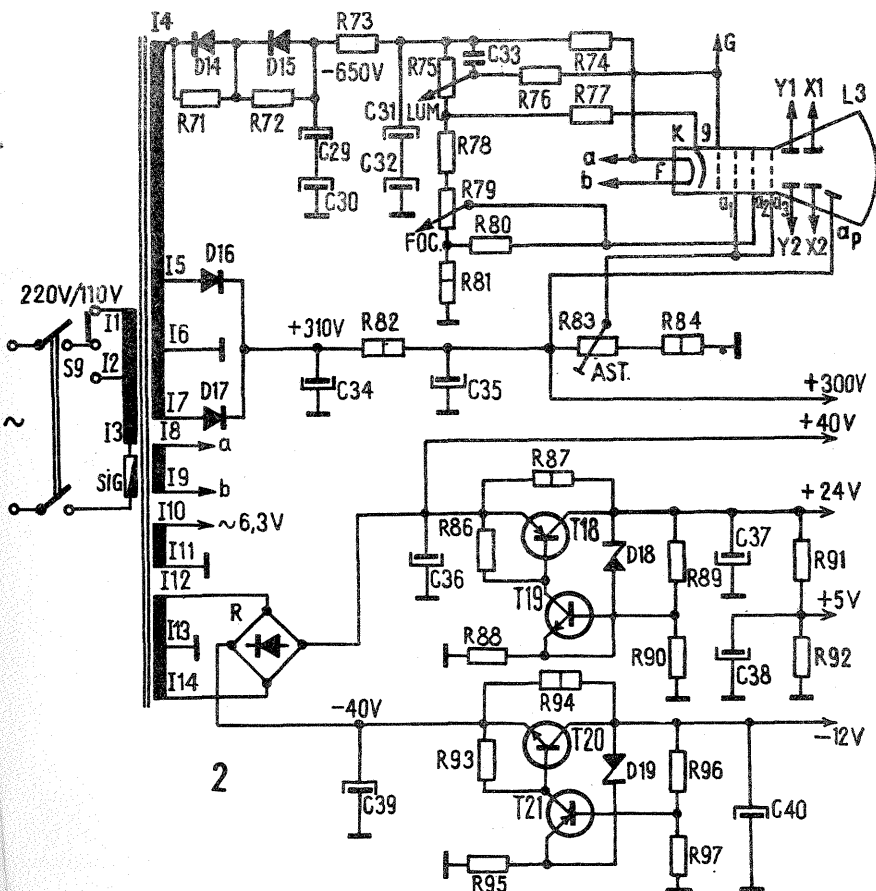 I4
R73
G
D14
D15
-650V
R75
C33
R74
Y1 X1
L3
R71
R72
C31
LUM.
R76
R77
K 9
C29
C32
R78
a
F
b
C30
R79
a1
a2
a3
FOC.
R80
Y2 X2
ap
I5
D16
R81
220V/110V
I1
I6
+310V
R82
R83
R84
S9
I2
AST.
I7
D17
C34
C35
+300V
~
I3
I8
a
+40V
SIG
I9
b
R87
I10
~6,3V
R86
T18
D18
+24V
I11
C36
C37
R91
R89
I12
R
T19
+5V
I13
R88
R90
C38
R92
I14
R94
-40V
-12V
2
R93
T20
D19
R96
C39
T21
C40
R95
R97